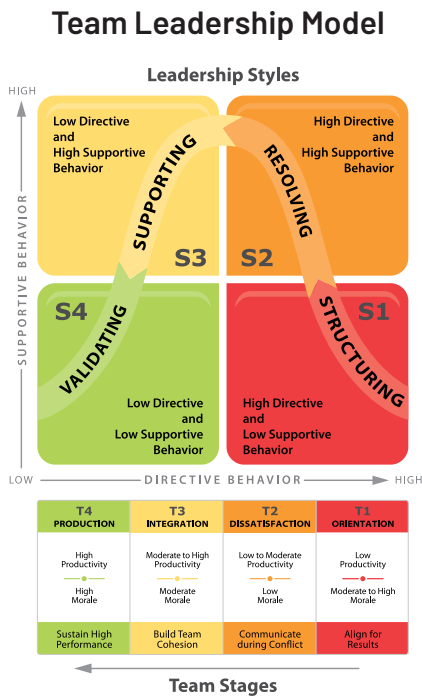 Team Leadership Model
Leadership Styles
HIGH
SUPPORTIVE BEHAVIOR
Low Directive
and
High Supportive
Behavior
SUPPORTING
S3
High Directive
and
High Supportive
Behavior
RESOLVING
S2
S4
VALIDATING
Low Directive
and
Low Supportive
Behavior
S1
STRUCTURING
High Directive
and
Low Supportive
Behavior
LOW
DIRECTIVE BEHAVIOR
HIGH
T4
PRODUCTION
High
Productivity
High
Morale
Sustain High
Performance
T3
INTEGRATION
Moderate to High
Productivity
Moderate
Morale
Build Team
Cohesion
T2
DISSATISFACTION
Low to Moderate
Productivity
Low
Morale
Communicate
during Conflict
T1
ORIENTATION
Low
Productivity
Moderate to High
Morale
Align for
Results
Team Stages